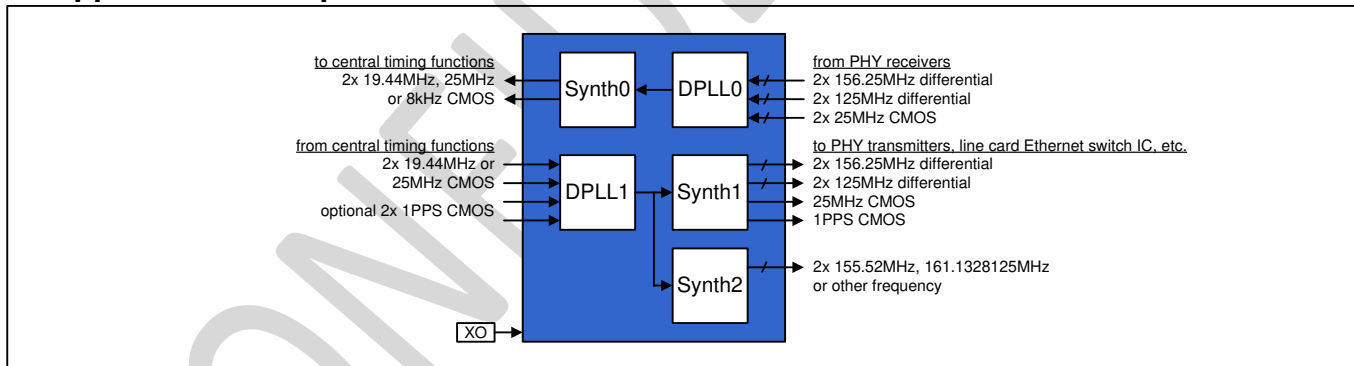 to central timing functions
2x 19.44MHz, 25MHz
or 8kHz CMOS
Synth0
DPLL0
from PHY receivers
2x 156.25MHz differential
2x 125MHz differential
2x 25MHz CMOS
from central timing functions
2x 19.44MHz or
25MHz CMOS
optional 2x 1PPS CMOS
DPLL1
Synth1
to PHY transmitters, line card Ethernet switch IC, etc.
2x 156.25MHz differential
2x 125MHz differential
25MHz CMOS
1PPS CMOS
Synth2
2x 155.52MHz, 161.1328125MHz
or other frequency
XO